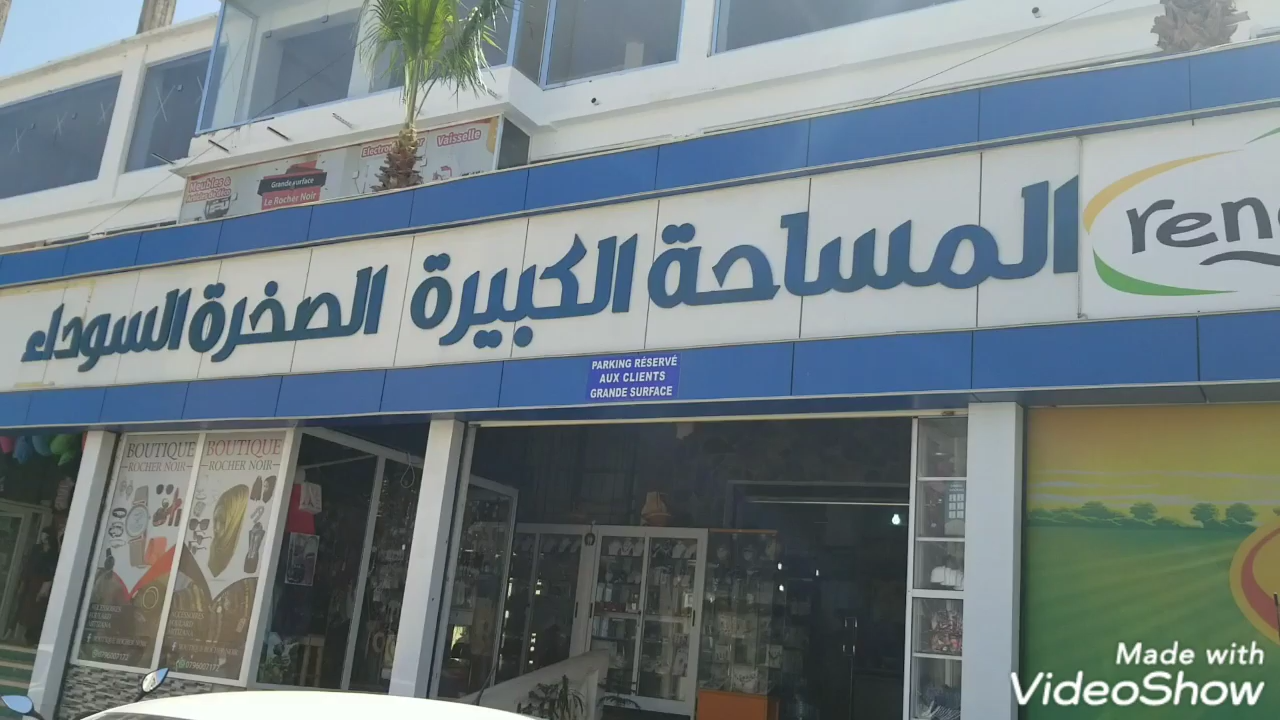 Vaisselle
Meubles &
Grande surface
Le Rocher Noir
المساحة الكبيرة الصخرة السوداء
PARKING RÉSERVÉ
AUX CLIENTS
GRANDE SURFACE
BOUTIQUE
ROCHER NOIR
BOUTIQUE
ROCHER NOIR
Made with
VideoShow